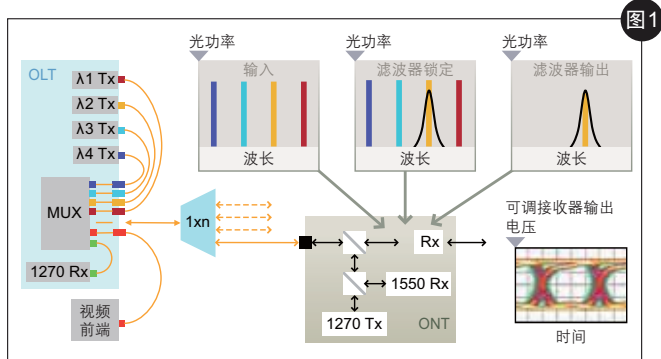 图1
OLT
λ1 Tx
λ2 Tx
λ3 Tx
λ4 Tx
MUX
1270 Rx
视频
前端
1xn
光功率
输入
波长
光功率
滤波器锁定
波长
光功率
滤波器输出
波长
Rx
1550 Rx
1270 Tx
ONT
可调接收器输出
电压
时间